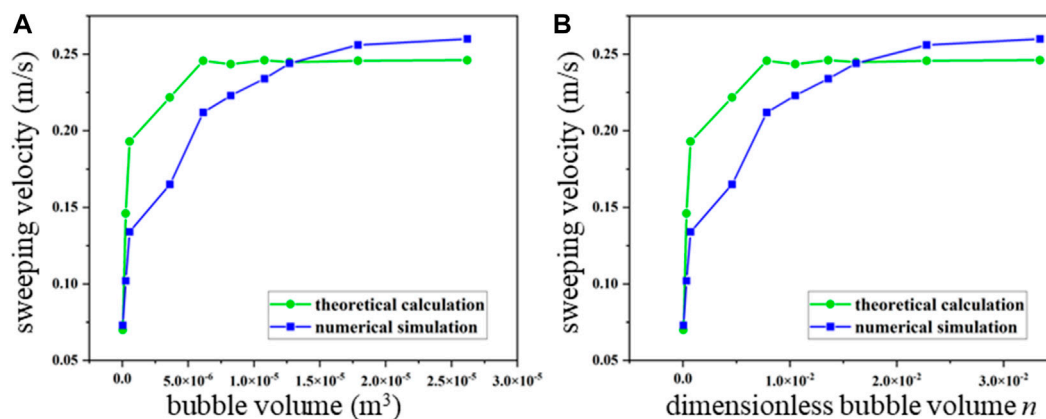 A
sweeping velocity (m/s)
0.25
0.20
0.15
0.10
0.05
theoretical calculation
numerical simulation
0.0 5.0×10⁻⁶ 1.0×10⁻⁵ 1.5×10⁻⁵ 2.0×10⁻⁵ 2.5×10⁻⁵ 3.0×10⁻⁵
bubble volume (m³)
B
sweeping velocity (m/s)
0.25
0.20
0.15
0.10
0.05
theoretical calculation
numerical simulation
0.0 1.0×10⁻² 2.0×10⁻² 3.0×10⁻²
dimensionless bubble volume n